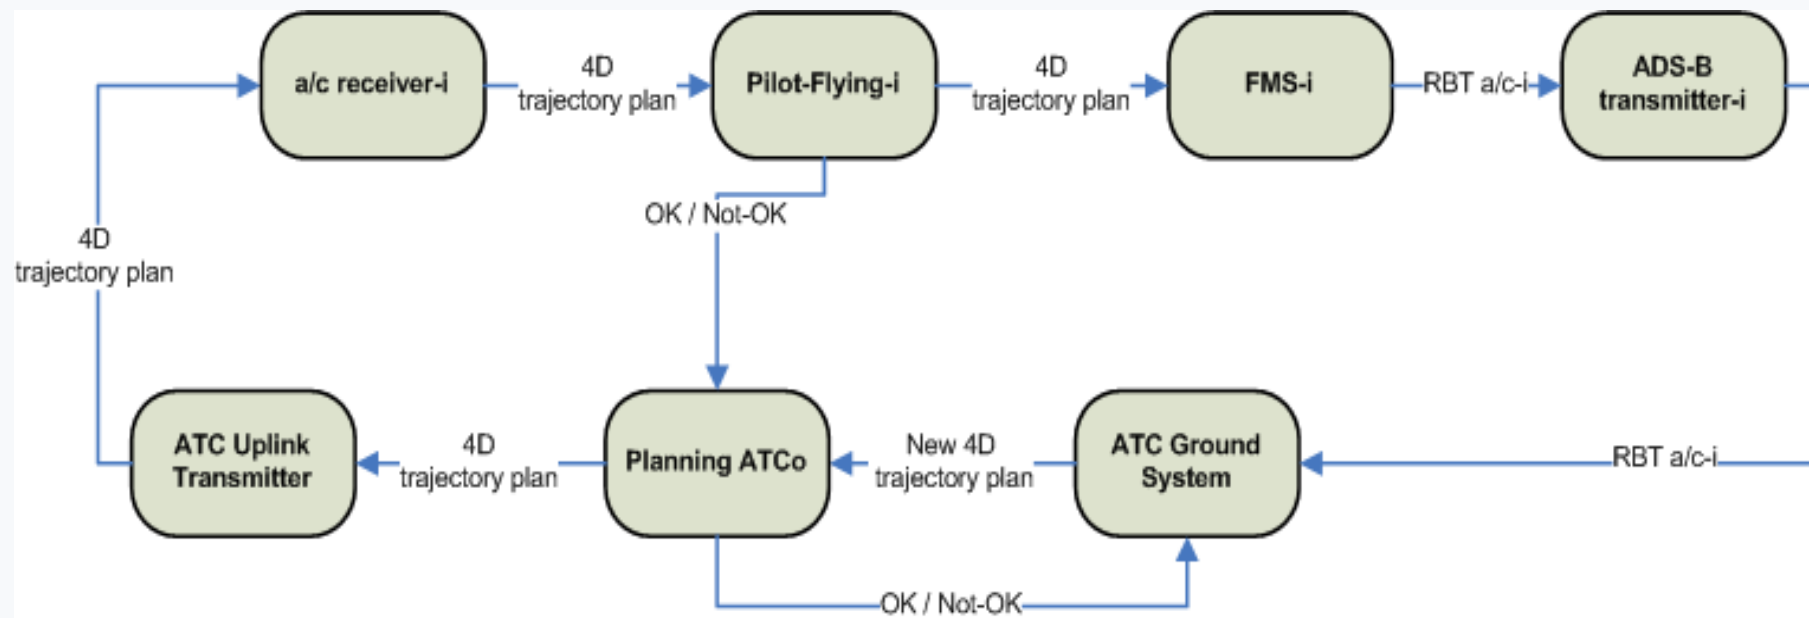 a/c receiver-i
4D
trajectory plan
Pilot-Flying-i
4D
trajectory plan
FMS-i
RBT a/c-i
ADS-B
transmitter-i
OK / Not-OK
4D
trajectory plan
ATC Uplink
Transmitter
4D
trajectory plan
Planning ATCo
New 4D
trajectory plan
ATC Ground
System
RBT a/c-i
OK / Not-OK